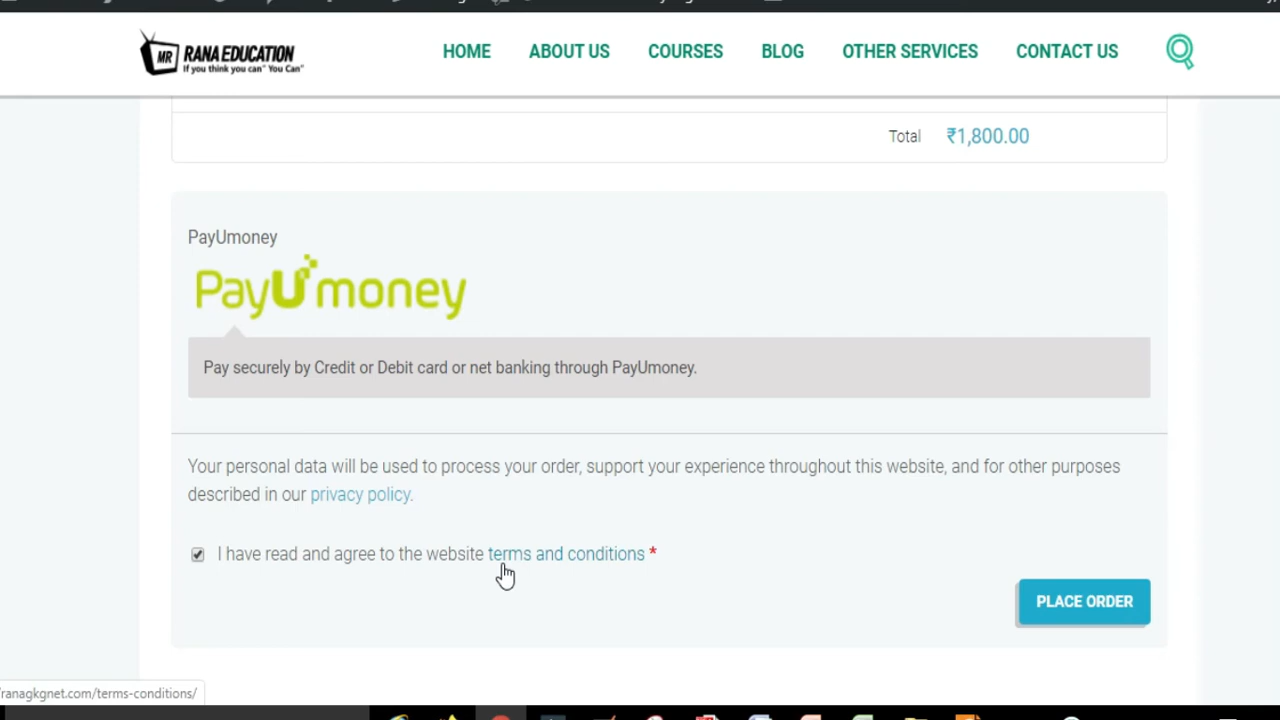 MR RANA EDUCATION
If you think you can" You Can"
HOME ABOUT US COURSES BLOG OTHER SERVICES CONTACT US
Total ₹1,800.00
PayUmoney
PayUmoney
Pay securely by Credit or Debit card or net banking through PayUmoney.
Your personal data will be used to process your order, support your experience throughout this website, and for other purposes
described in our privacy policy.
I have read and agree to the website terms and conditions *
PLACE ORDER
ranagkgnet.com/terms-conditions/